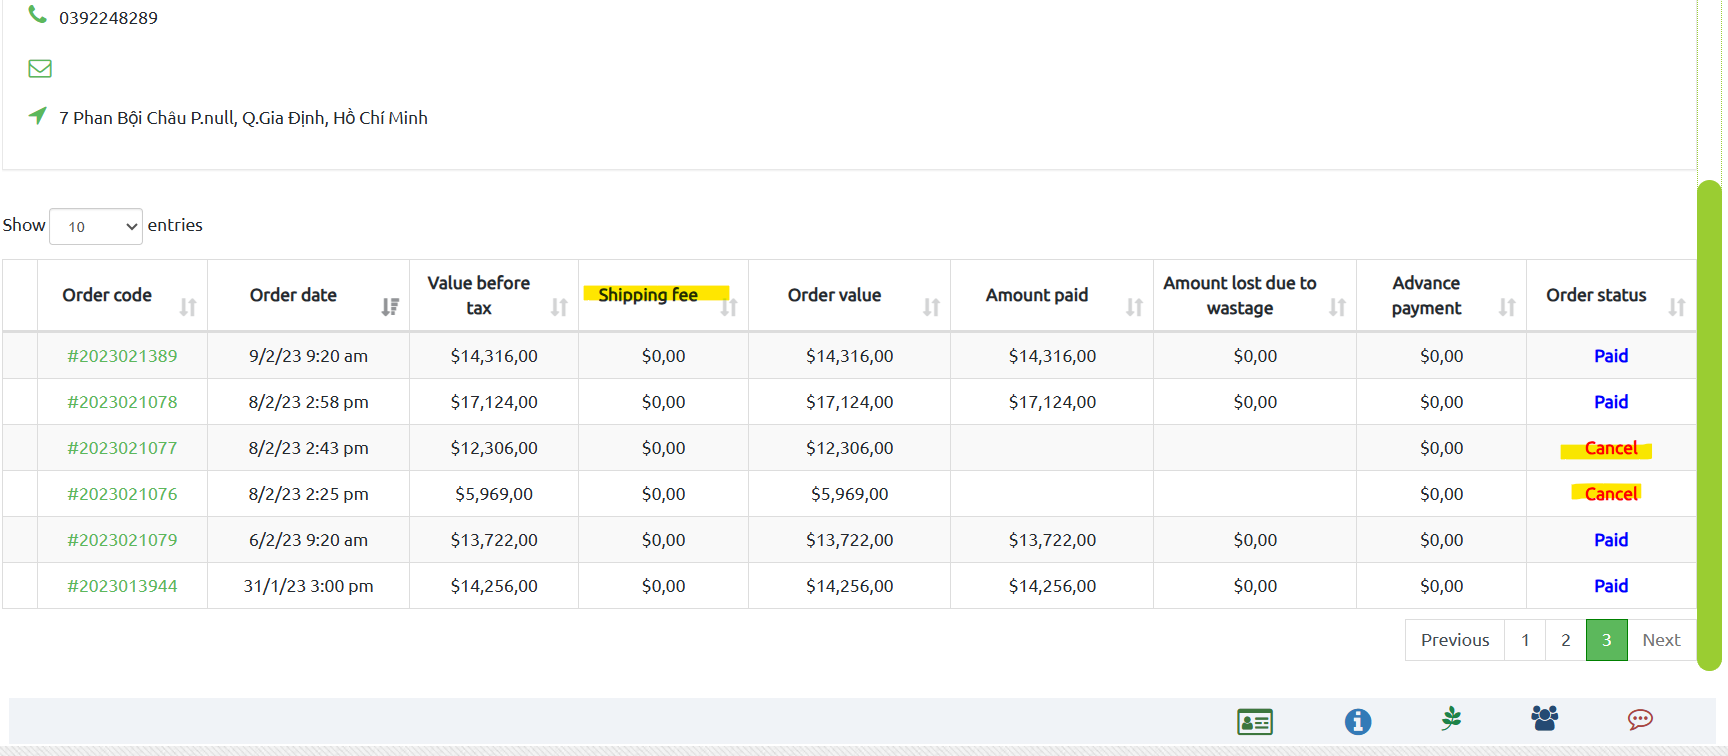 0392248289
7 Phan Bội Châu P.null, Q.Gia Định, Hồ Chí Minh
Show 10 entries
Order code Order date Value before tax Shipping fee Order value Amount paid Amount lost due to wastage Advance payment Order status
#2023021389 9/2/23 9:20 am $14,316,00 $0,00 $14,316,00 $14,316,00 $0,00 $0,00 Paid
#2023021078 8/2/23 2:58 pm $17,124,00 $0,00 $17,124,00 $17,124,00 $0,00 $0,00 Paid
#2023021077 8/2/23 2:43 pm $12,306,00 $0,00 $12,306,00 $0,00 Cancel
#2023021076 8/2/23 2:25 pm $5,969,00 $0,00 $5,969,00 $0,00 Cancel
#2023021079 6/2/23 9:20 am $13,722,00 $0,00 $13,722,00 $13,722,00 $0,00 $0,00 Paid
#2023013944 31/1/23 3:00 pm $14,256,00 $0,00 $14,256,00 $14,256,00 $0,00 $0,00 Paid
Previous 1 2 3 Next